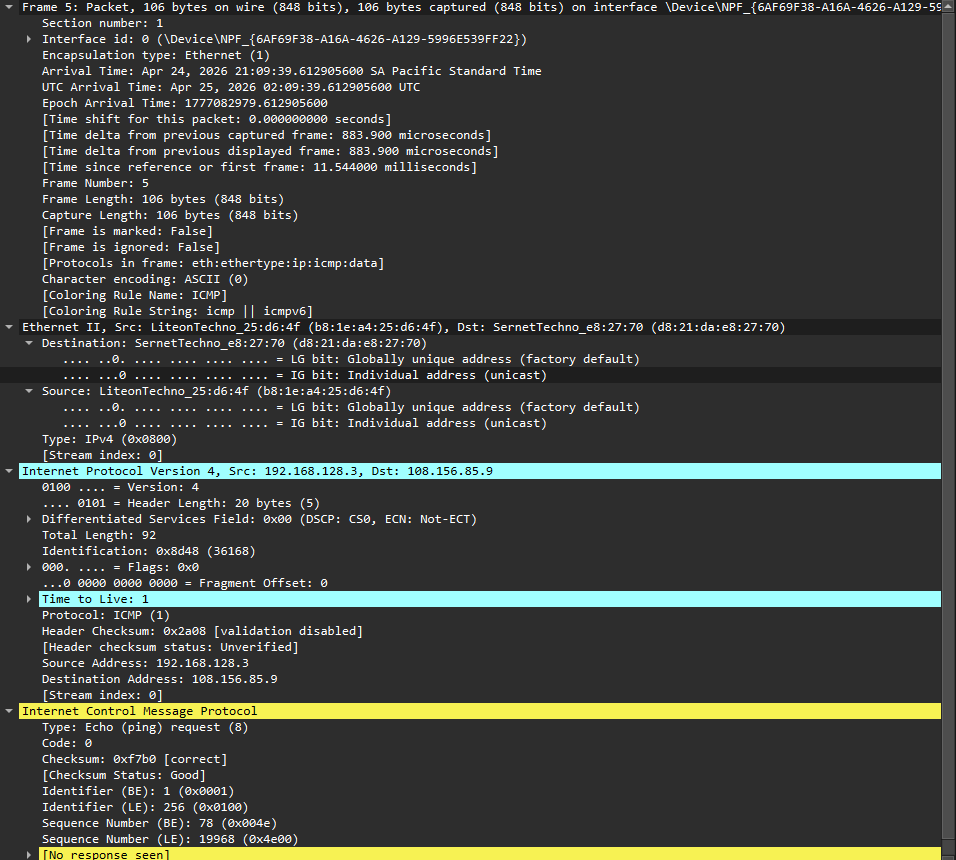 Frame 5: Packet, 106 bytes on wire (848 bits), 106 bytes captured (848 bits) on interface \Device\NPF_{6AF69F38-A16A-4626-A129-59
Section number: 1
Interface id: 0 (\Device\NPF_{6AF69F38-A16A-4626-A129-5996E539FF22})
Encapsulation type: Ethernet (1)
Arrival Time: Apr 24, 2026 21:09:39.612905600 SA Pacific Standard Time
UTC Arrival Time: Apr 25, 2026 02:09:39.612905600 UTC
Epoch Arrival Time: 1777082979.612905600
[Time shift for this packet: 0.000000000 seconds]
[Time delta from previous captured frame: 883.900 microseconds]
[Time delta from previous displayed frame: 883.900 microseconds]
[Time since reference or first frame: 11.544000 milliseconds]
Frame Number: 5
Frame Length: 106 bytes (848 bits)
Capture Length: 106 bytes (848 bits)
[Frame is marked: False]
[Frame is ignored: False]
[Protocols in frame: eth:ethertype:ip:icmp:data]
Character encoding: ASCII (0)
[Coloring Rule Name: ICMP]
[Coloring Rule String: icmp || icmpv6]
Ethernet II, Src: LiteonTechno_25:d6:4f (b8:1e:a4:25:d6:4f), Dst: SernetTechno_e8:27:70 (d8:21:da:e8:27:70)
Destination: SernetTechno_e8:27:70 (d8:21:da:e8:27:70)
.... ..0. .... .... .... .... = LG bit: Globally unique address (factory default)
.... ...0 .... .... .... .... = IG bit: Individual address (unicast)
Source: LiteonTechno_25:d6:4f (b8:1e:a4:25:d6:4f)
.... ..0. .... .... .... .... = LG bit: Globally unique address (factory default)
.... ...0 .... .... .... .... = IG bit: Individual address (unicast)
Type: IPv4 (0x0800)
[Stream index: 0]
Internet Protocol Version 4, Src: 192.168.128.3, Dst: 108.156.85.9
0100 .... = Version: 4
.... 0101 = Header Length: 20 bytes (5)
Differentiated Services Field: 0x00 (DSCP: CS0, ECN: Not-ECT)
Total Length: 92
Identification: 0x8d48 (36168)
000. .... = Flags: 0x0
...0 0000 0000 0000 = Fragment Offset: 0
Time to Live: 1
Protocol: ICMP (1)
Header Checksum: 0x2a08 [validation disabled]
[Header checksum status: Unverified]
Source Address: 192.168.128.3
Destination Address: 108.156.85.9
[Stream index: 0]
Internet Control Message Protocol
Type: Echo (ping) request (8)
Code: 0
Checksum: 0xf7b0 [correct]
[Checksum Status: Good]
Identifier (BE): 1 (0x0001)
Identifier (LE): 256 (0x0100)
Sequence Number (BE): 78 (0x004e)
Sequence Number (LE): 19968 (0x4e00)
[No response seen]